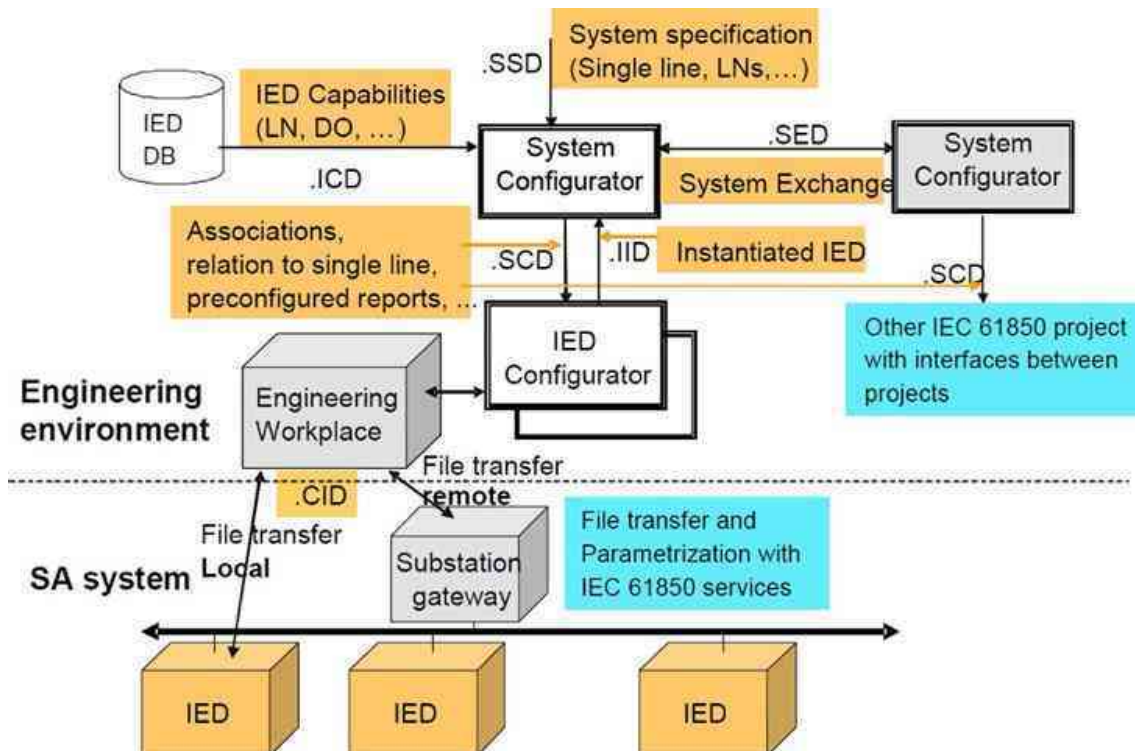 System specification
(Single line, LNs,...)
.SSD
IED Capabilities
(LN, DO, ...)
IED
DB
.ICD
System
Configurator
.SED
System Exchange
System
Configurator
Associations,
relation to single line,
preconfigured reports, ...
.SCD
.IID
Instantiated IED
.SCD
IED
Configurator
Other IEC 61850 project
with interfaces between
projects
Engineering
environment
Engineering
Workplace
.CID
File transfer
remote
File transfer
Local
SA system
Substation
gateway
File transfer and
Parametrization with
IEC 61850 services
IED
IED
IED